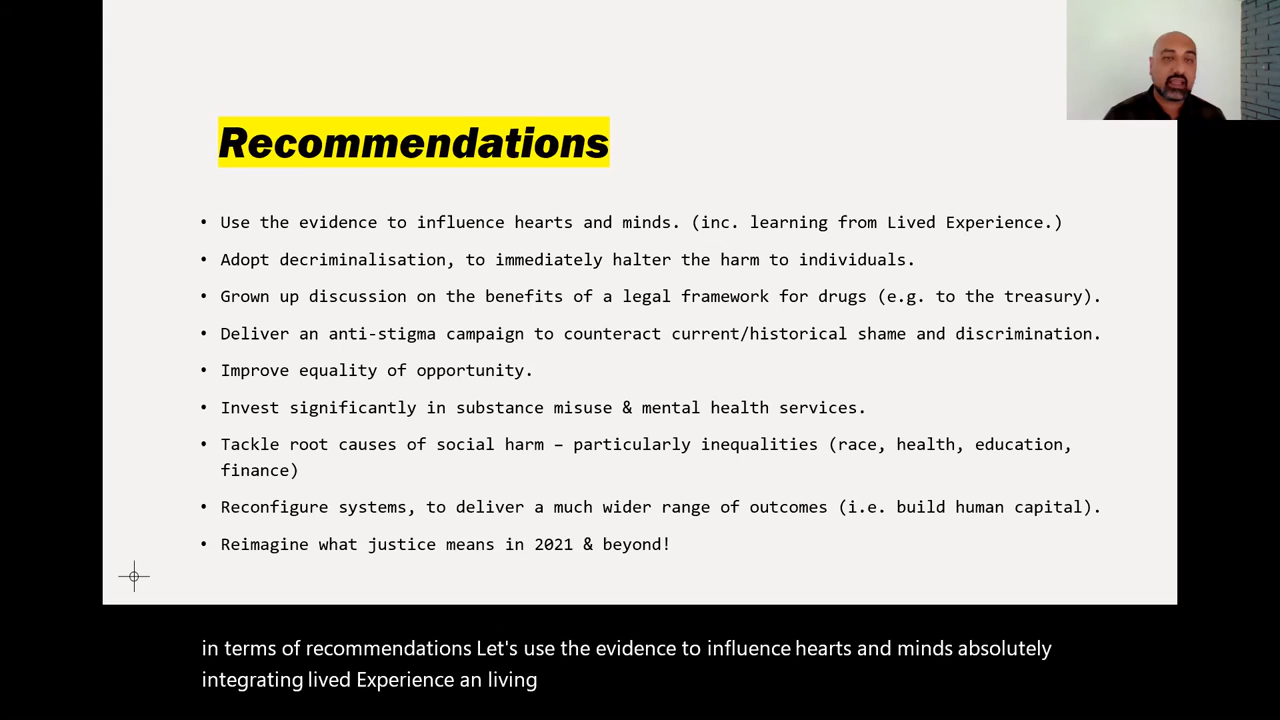 Recommendations
• Use the evidence to influence hearts and minds. (inc. learning from Lived Experience.)
• Adopt decriminalisation, to immediately halter the harm to individuals.
• Grown up discussion on the benefits of a legal framework for drugs (e.g. to the treasury).
• Deliver an anti-stigma campaign to counteract current/historical shame and discrimination.
• Improve equality of opportunity.
• Invest significantly in substance misuse & mental health services.
• Tackle root causes of social harm – particularly inequalities (race, health, education,
finance)
• Reconfigure systems, to deliver a much wider range of outcomes (i.e. build human capital).
• Reimagine what justice means in 2021 & beyond!
in terms of recommendations Let's use the evidence to influence hearts and minds absolutely
integrating lived Experience an living